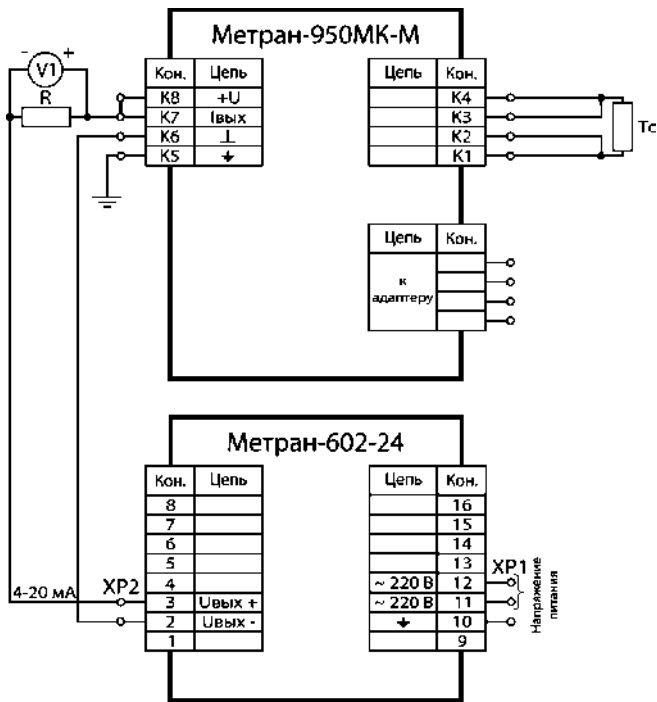 Метран-950МК-М
- V1 +
R
Кон. Цепь
К8 +U
К7 Iвых
К6 ⊥
К5
Цепь Кон.
К4
К3
К2
К1
Тс
Цепь Кон.
к
адаптеру
Метран-602-24
Кон. Цепь
8
7
6
5
4
3 Uвых +
2 Uвых -
1
4-20 мА
ХР2
Цепь Кон.
16
15
14
13
~ 220 В 12
~ 220 В 11
10
9
ХР1
Напряжение
питания